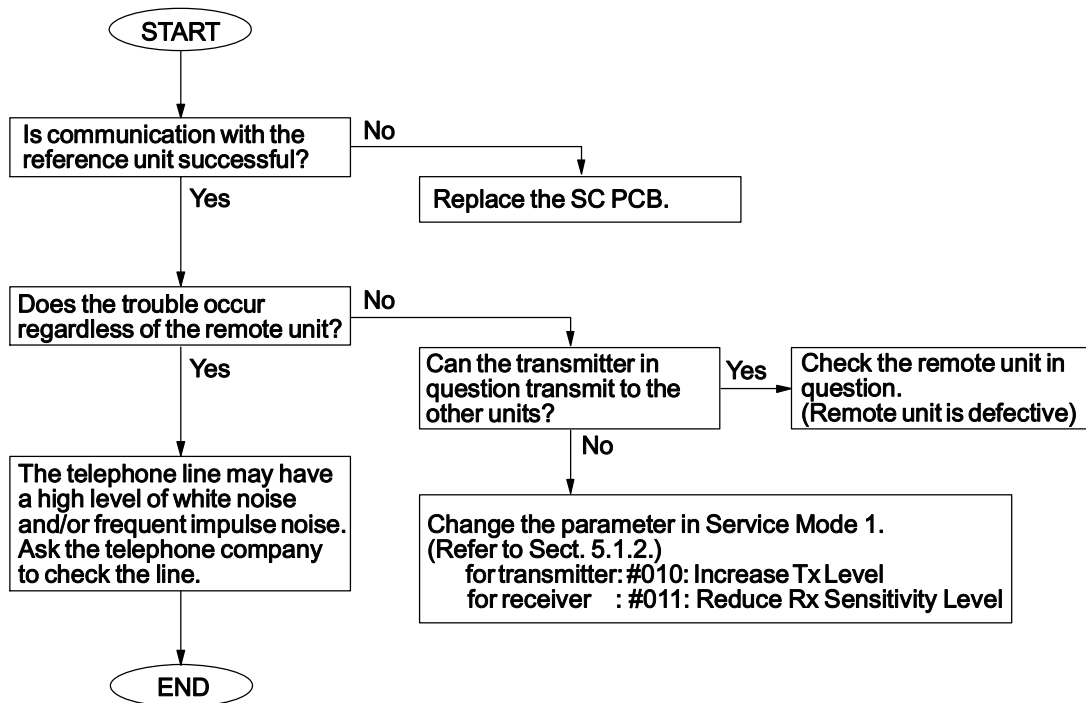 START
Is communication with the
reference unit successful?
No
Replace the SC PCB.
Yes
Does the trouble occur
regardless of the remote unit?
No
Can the transmitter in
question transmit to the
other units?
Yes
Check the remote unit in
question.
(Remote unit is defective)
Yes
No
The telephone line may have
a high level of white noise
and/or frequent impulse noise.
Ask the telephone company
to check the line.
Change the parameter in Service Mode 1.
(Refer to Sect. 5.1.2.)
for transmitter: #010: Increase Tx Level
for receiver : #011: Reduce Rx Sensitivity Level
END